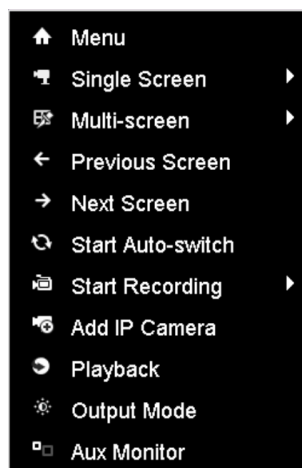 Menu
Single Screen
Multi-screen
Previous Screen
Next Screen
Start Auto-switch
Start Recording
Add IP Camera
Playback
Output Mode
Aux Monitor